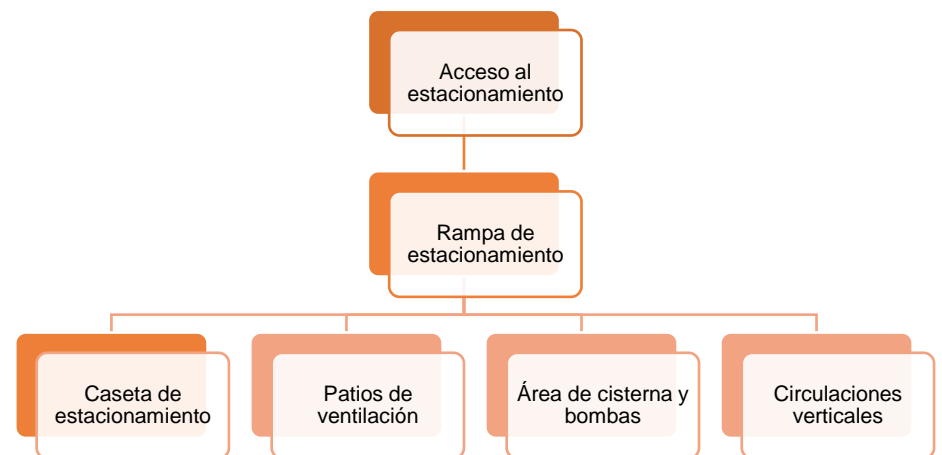 Acceso al
estacionamiento
Rampa de
estacionamiento
Caseta de
estacionamiento
Patios de
ventilación
Área de cisterna y
bombas
Circulaciones
verticales